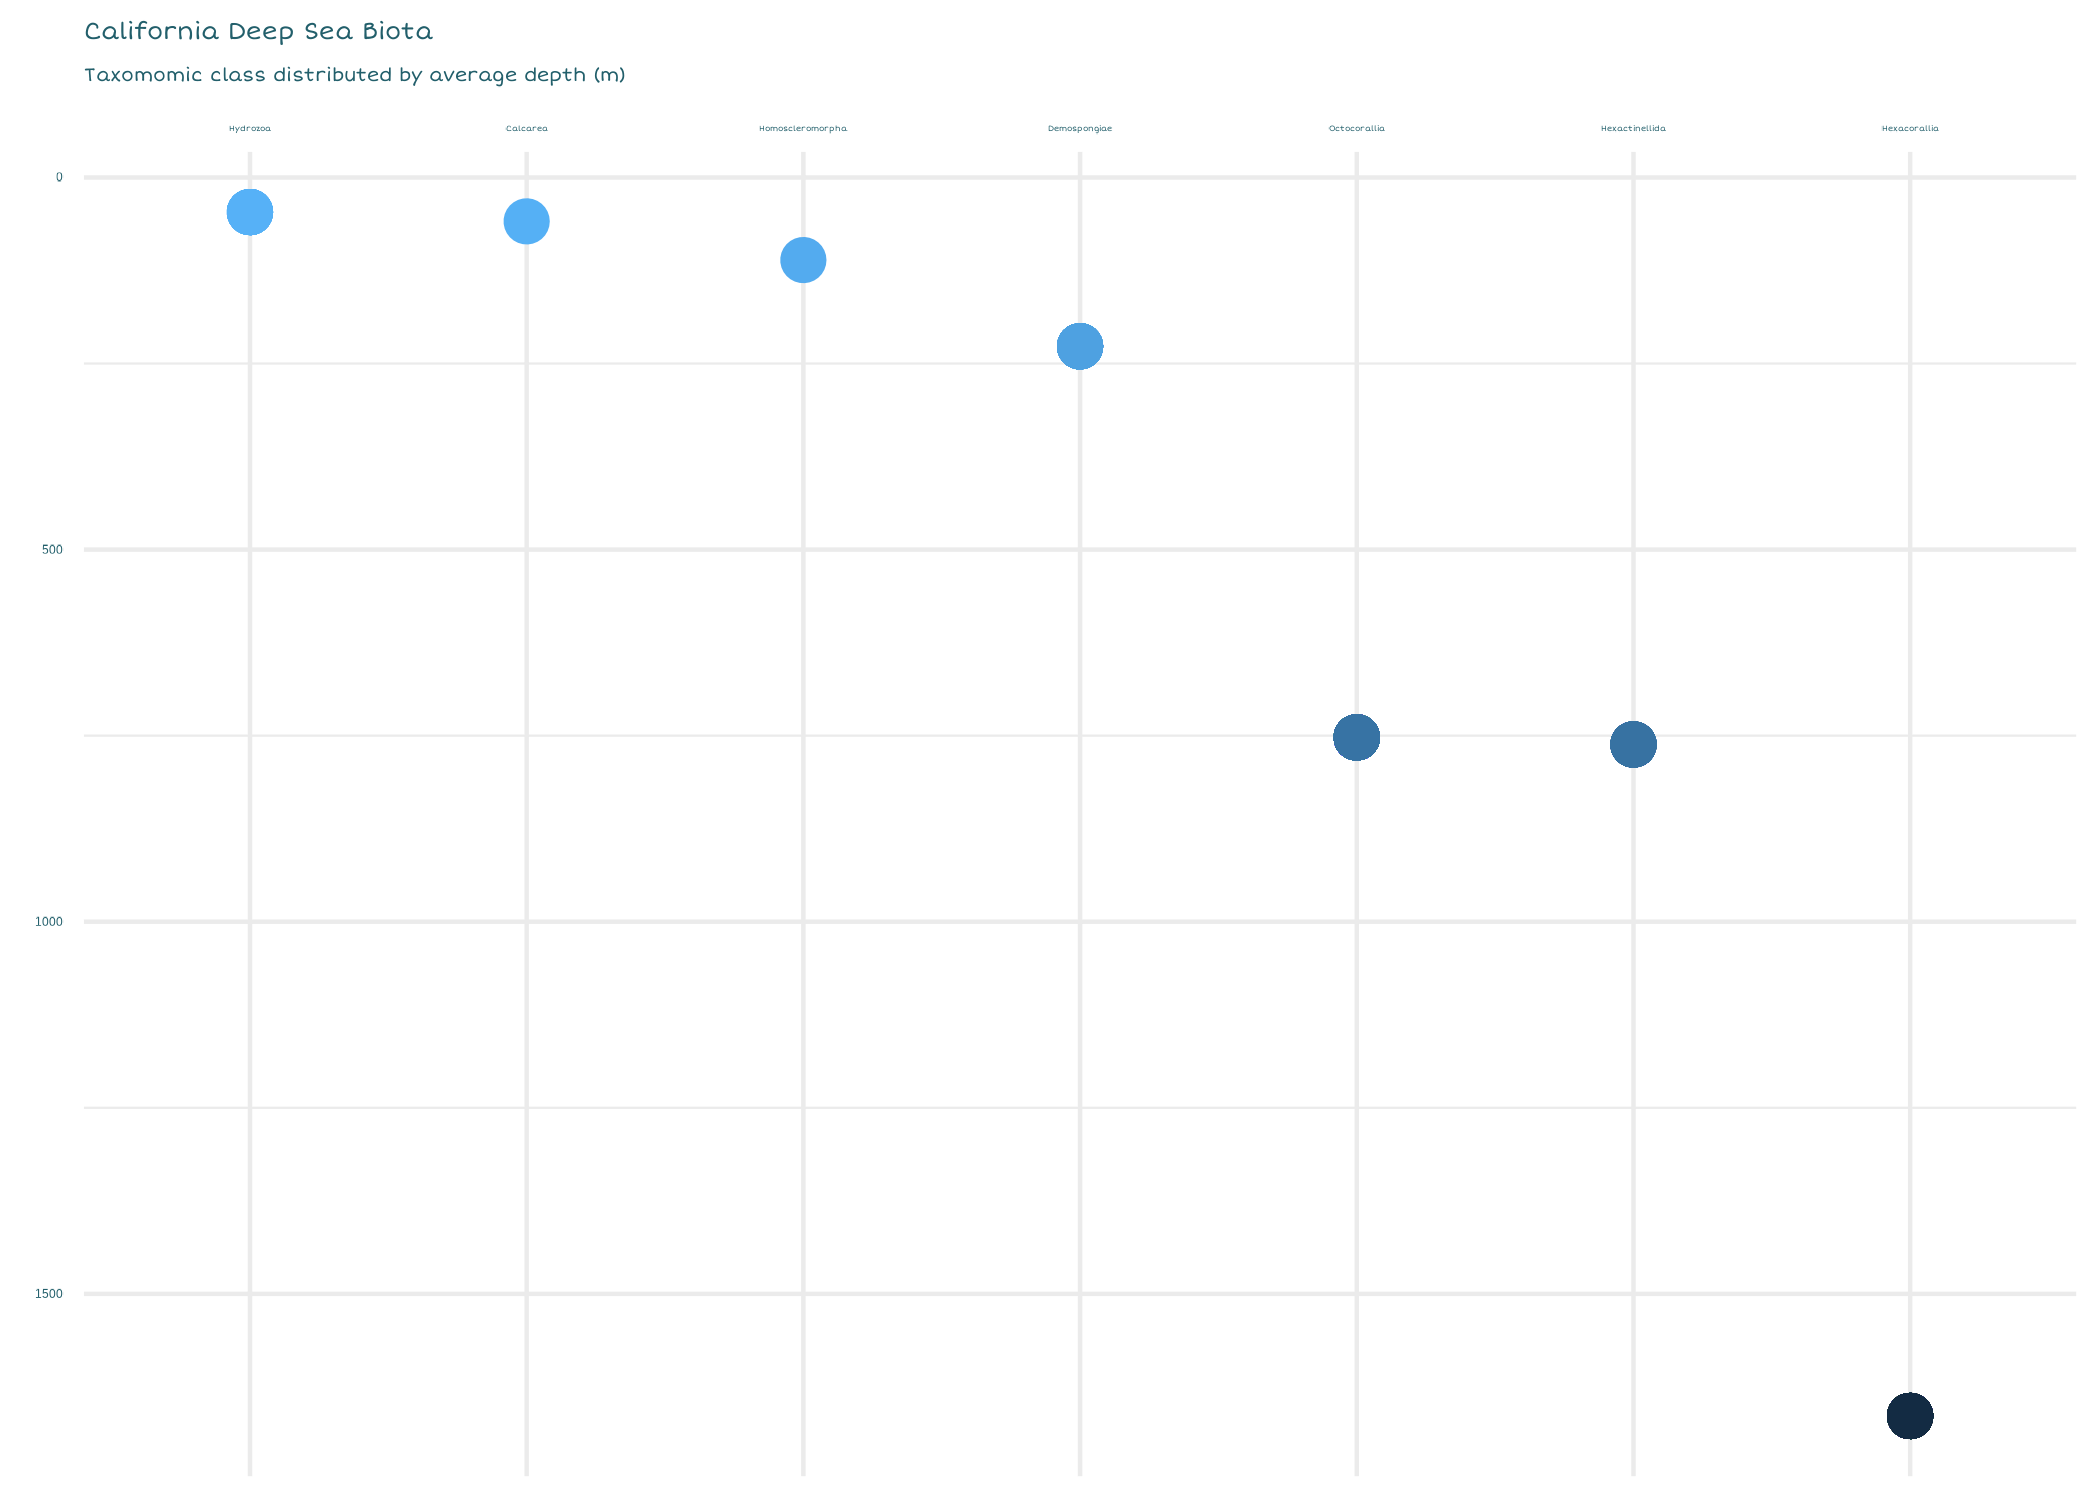 California Deep Sea Biota
Taxomomic class distributed by average depth (m)
Hydrozoa Calcarea Homoscleromorpha Demospongiae Octocorallia Hexactinellida Hexacorallia
0
500
1000
1500